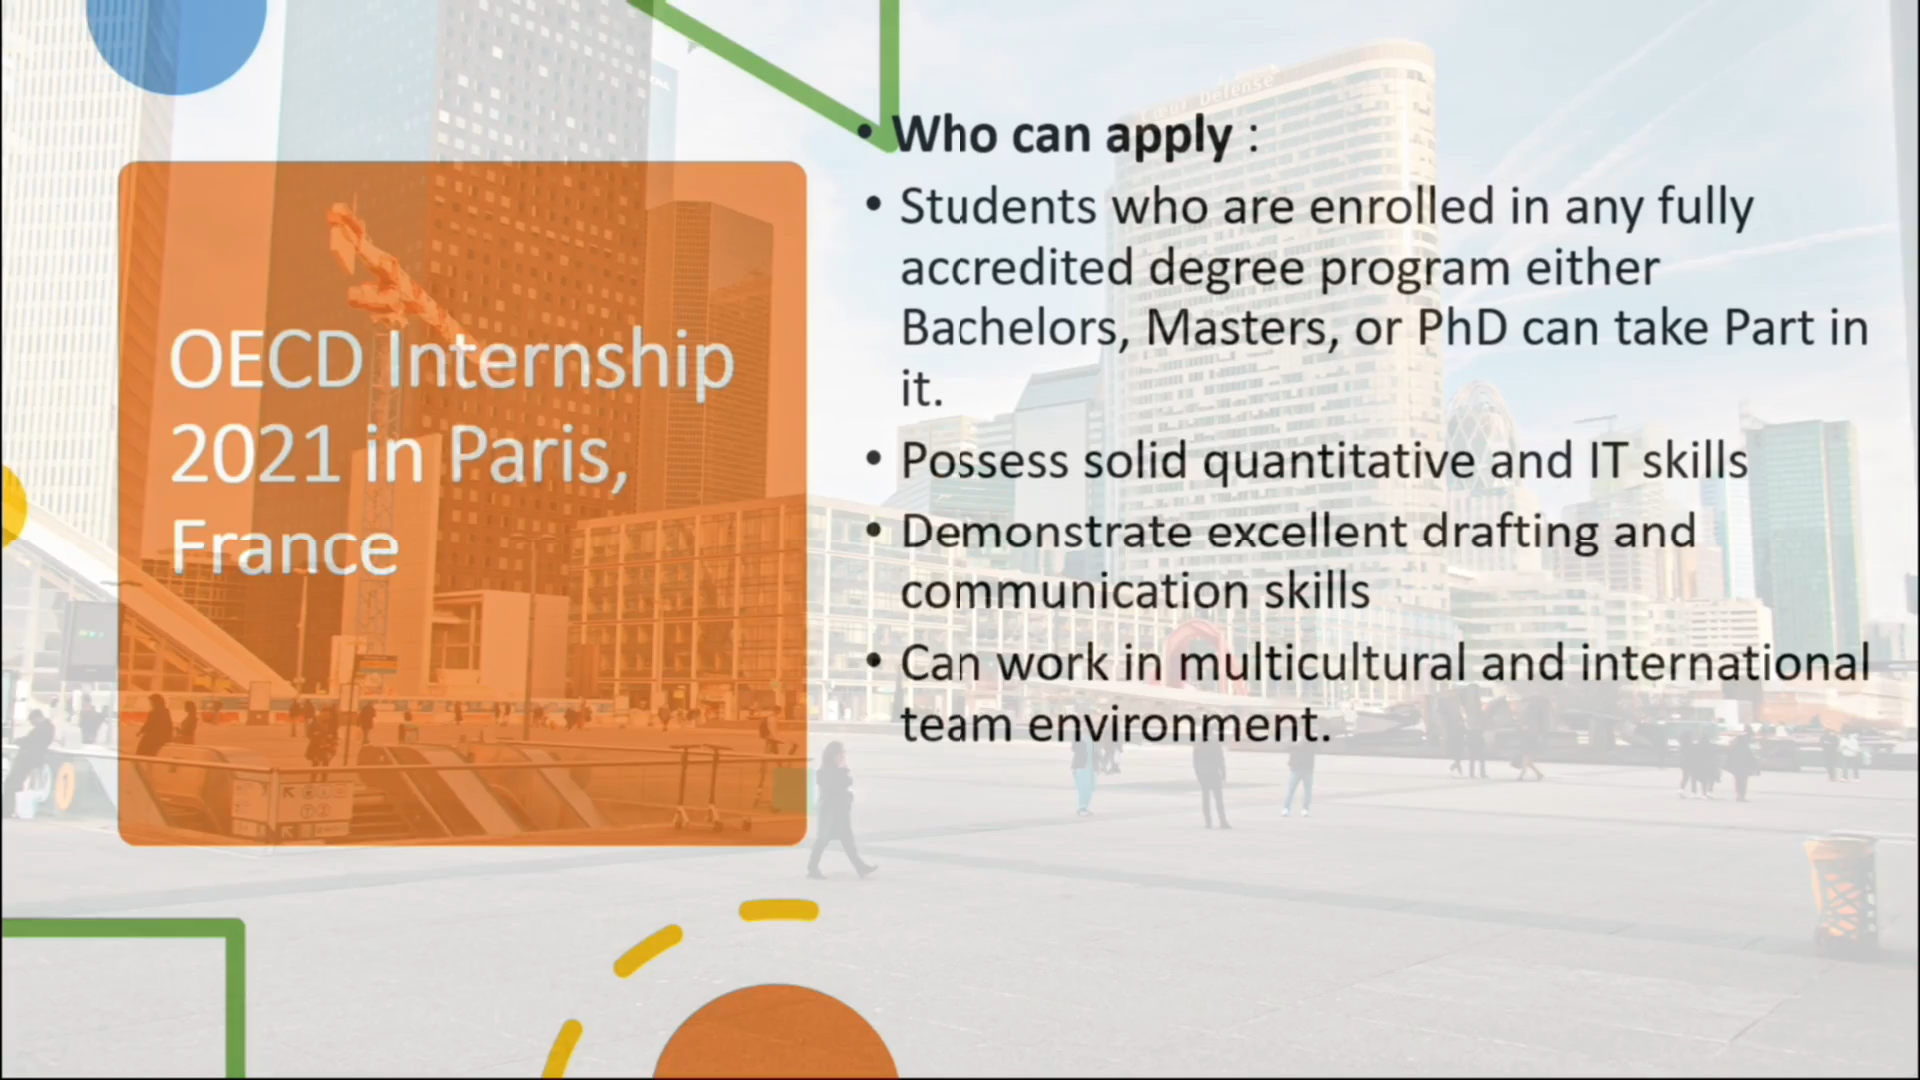 OECD Internship
2021 in Paris,
France
• Who can apply :
• Students who are enrolled in any fully
accredited degree program either
Bachelors, Masters, or PhD can take Part in
it.
• Possess solid quantitative and IT skills
• Demonstrate excellent drafting and
communication skills
• Can work in multicultural and international
team environment.